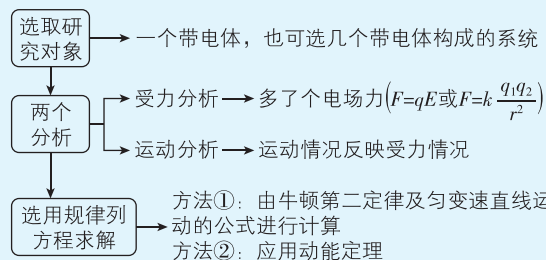 选取研
究对象
一个带电体，也可选几个带电体构成的系统
两个
分析
受力分析
多了个电场力(F=qE或F=k q₁q₂/r²)
运动分析
运动情况反映受力情况
选用规律列
方程求解
方法①：由牛顿第二定律及匀变速直线运
动的公式进行计算
方法②：应用动能定理